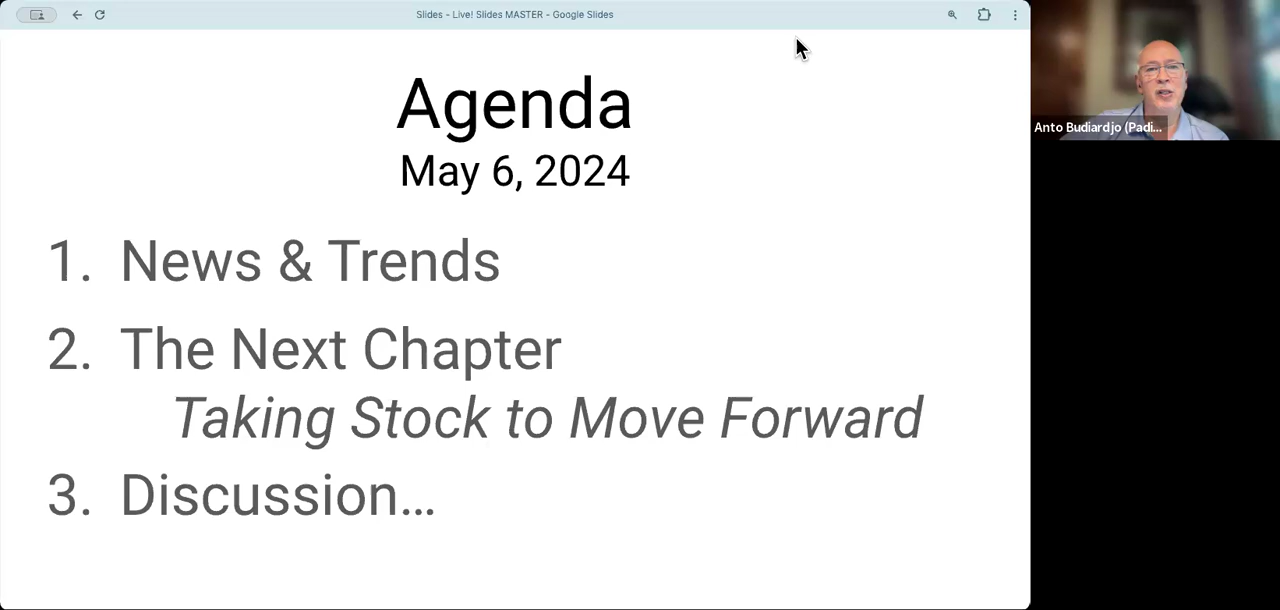 Slides - Live! Slides MASTER - Google Slides
Agenda
May 6, 2024
1. News & Trends
2. The Next Chapter
Taking Stock to Move Forward
3. Discussion...
Anto Budiardjo (Padi...